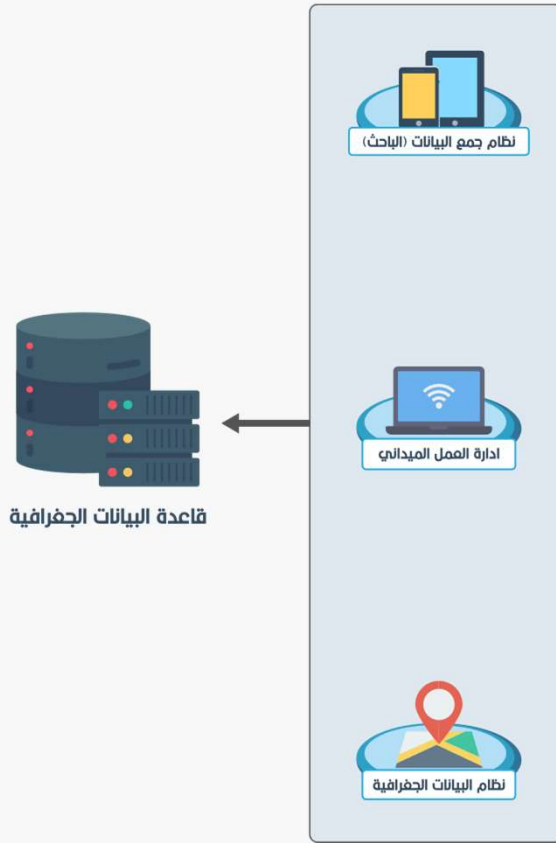 نظام جمع البيانات (الباحث)
ادارة العمل الميداني
قاعدة البيانات الجغرافية
نظام البيانات الجغرافية